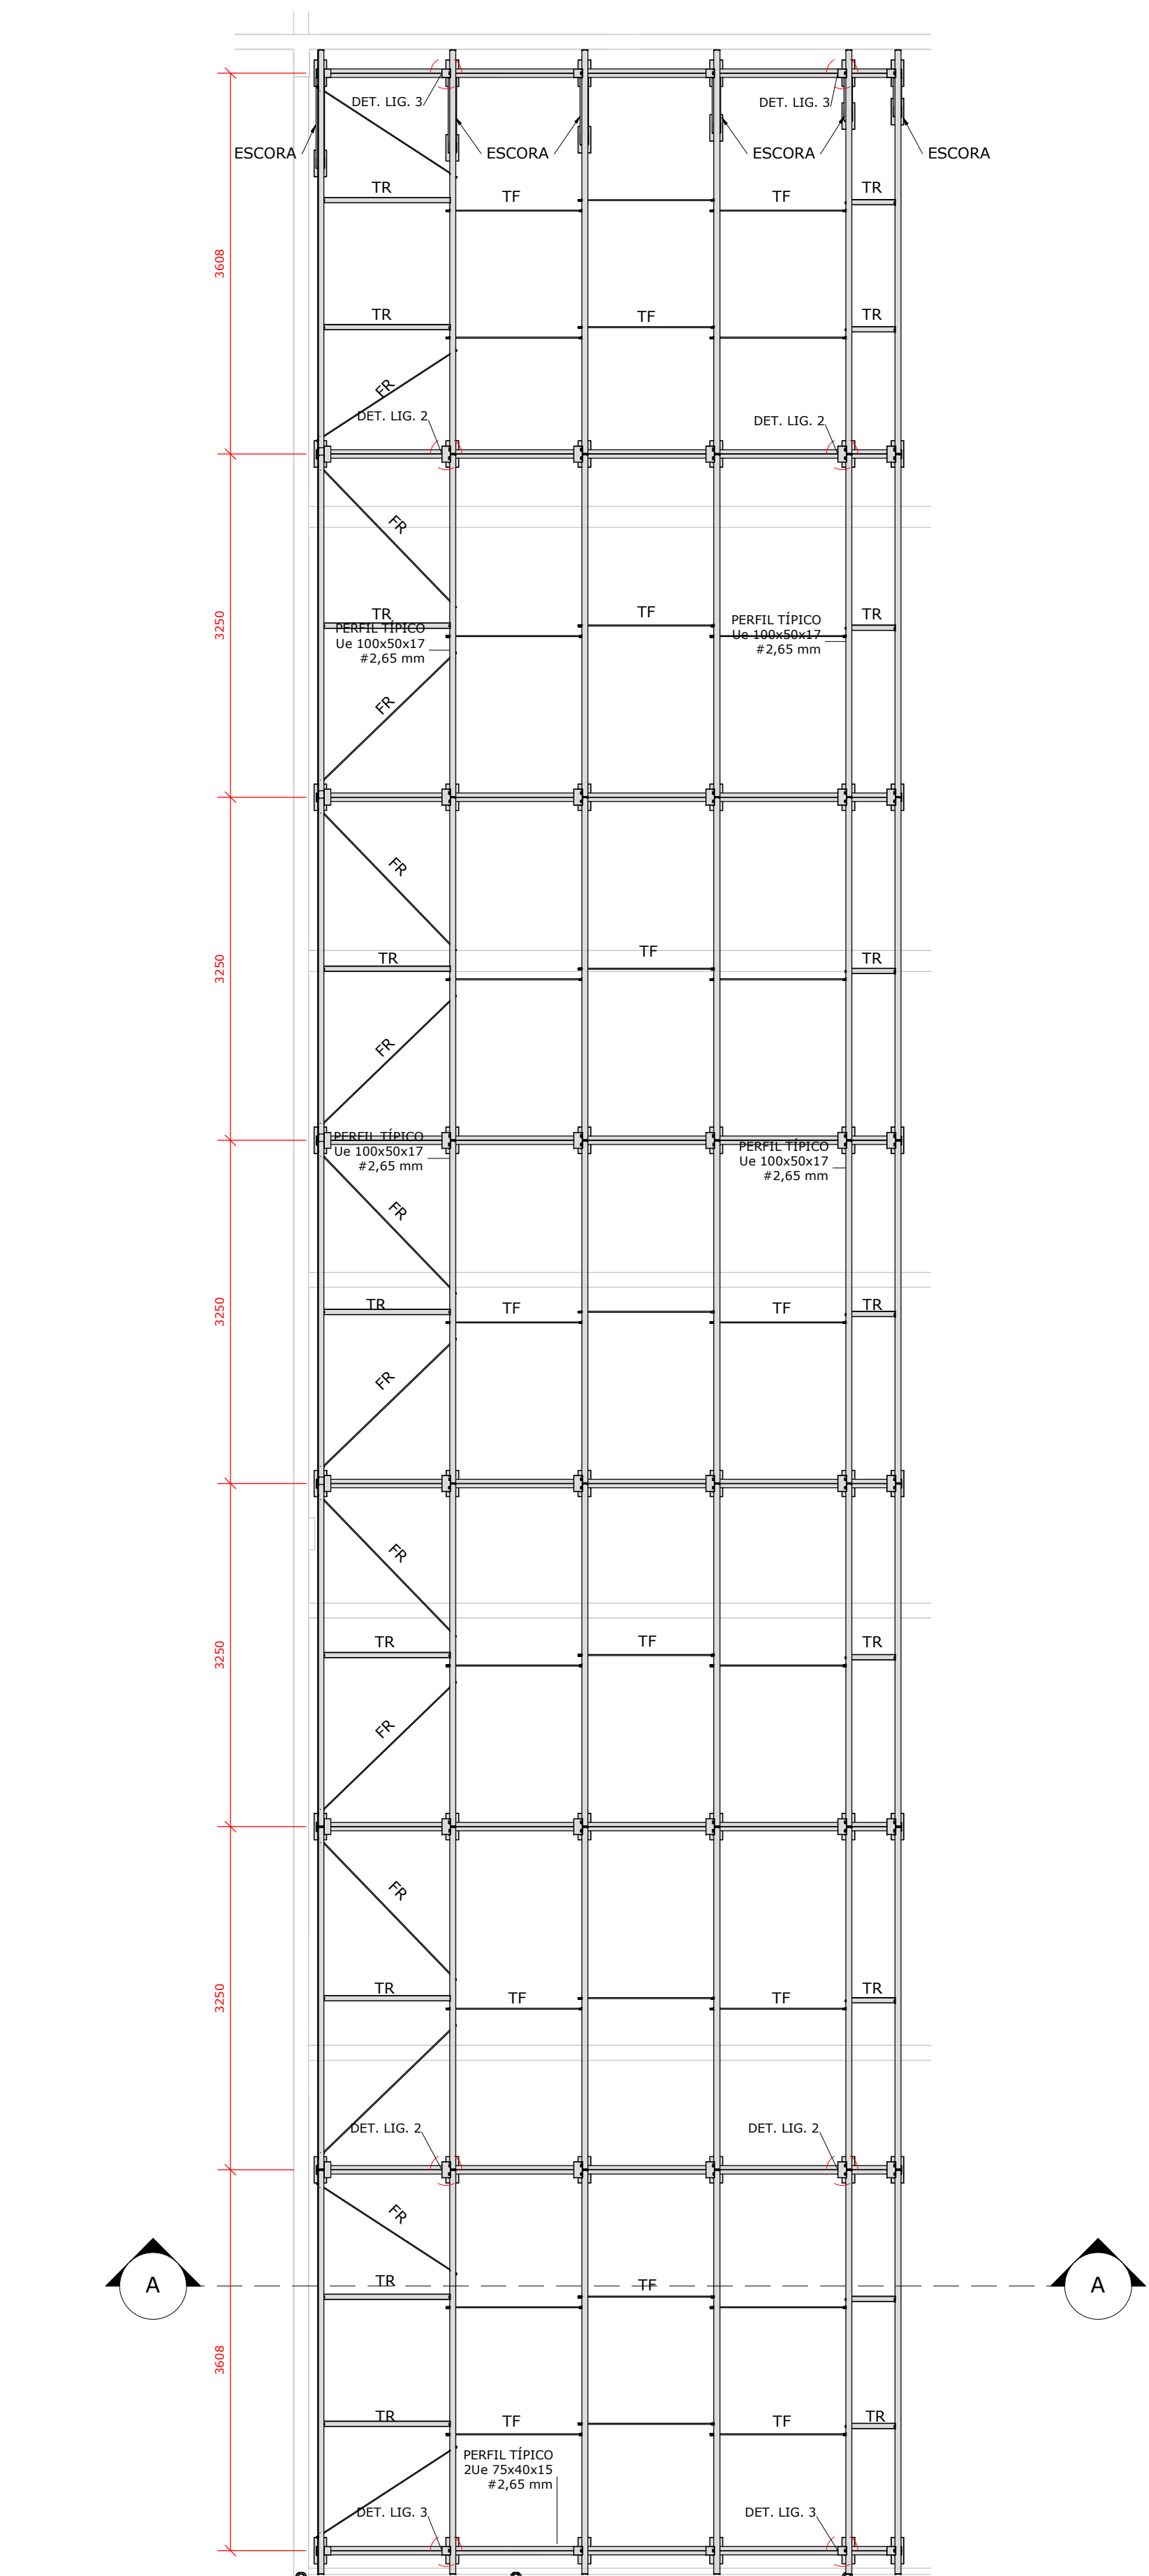 DET. LIG. 3
DET. LIG. 3
ESCORA
ESCORA
ESCORA
ESCORA
TR
TF
TF
TR
3608
TR
TF
TR
FR
DET. LIG. 2
DET. LIG. 2
FR
3250
TR
TF
TR
PERFIL TÍPICO
Ue 100x50x17
#2,65 mm
PERFIL TÍPICO
Ue 100x50x17
#2,65 mm
FR
FR
3250
TR
TF
TR
FR
PERFIL TÍPICO
Ue 100x50x17
#2,65 mm
PERFIL TÍPICO
Ue 100x50x17
#2,65 mm
FR
3250
TR
TF
TF
TR
FR
FR
3250
TR
TF
TR
FR
FR
3250
TR
TF
TF
TR
DET. LIG. 2
DET. LIG. 2
FR
A
TR
TF
A
3608
TR
TF
TF
TR
PERFIL TÍPICO
2Ue 75x40x15
#2,65 mm
DET. LIG. 3
DET. LIG. 3